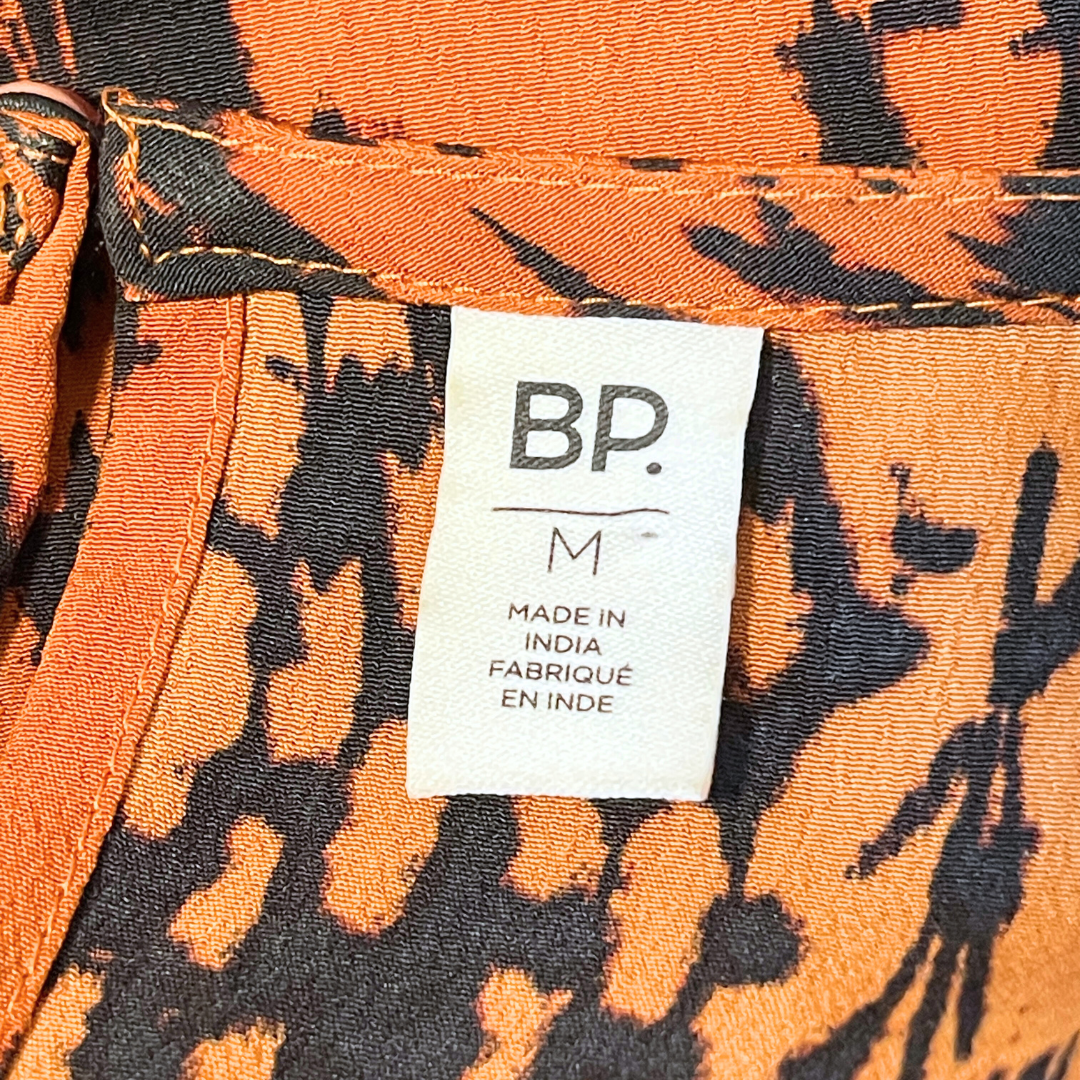 BP.
M
MADE IN
INDIA
FABRIQUÉ
EN INDE